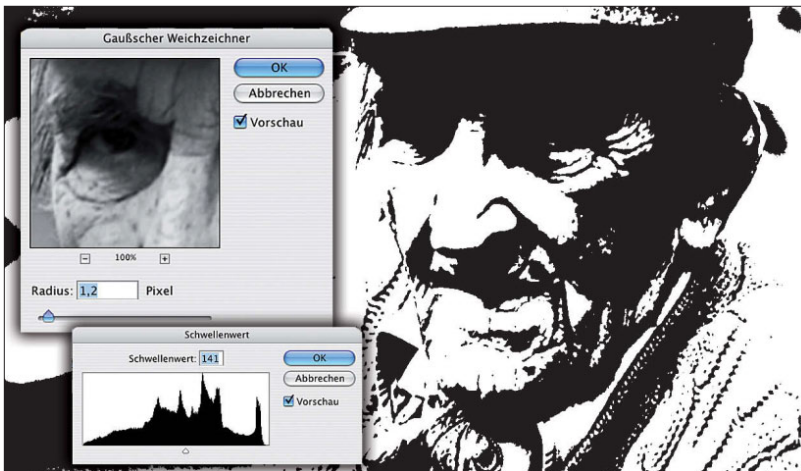 Gaußscher Weichzeichner
OK
Abbrechen
Vorschau
100%
Radius: 1,2 Pixel
Schwellenwert
Schwellenwert: 141
OK
Abbrechen
Vorschau